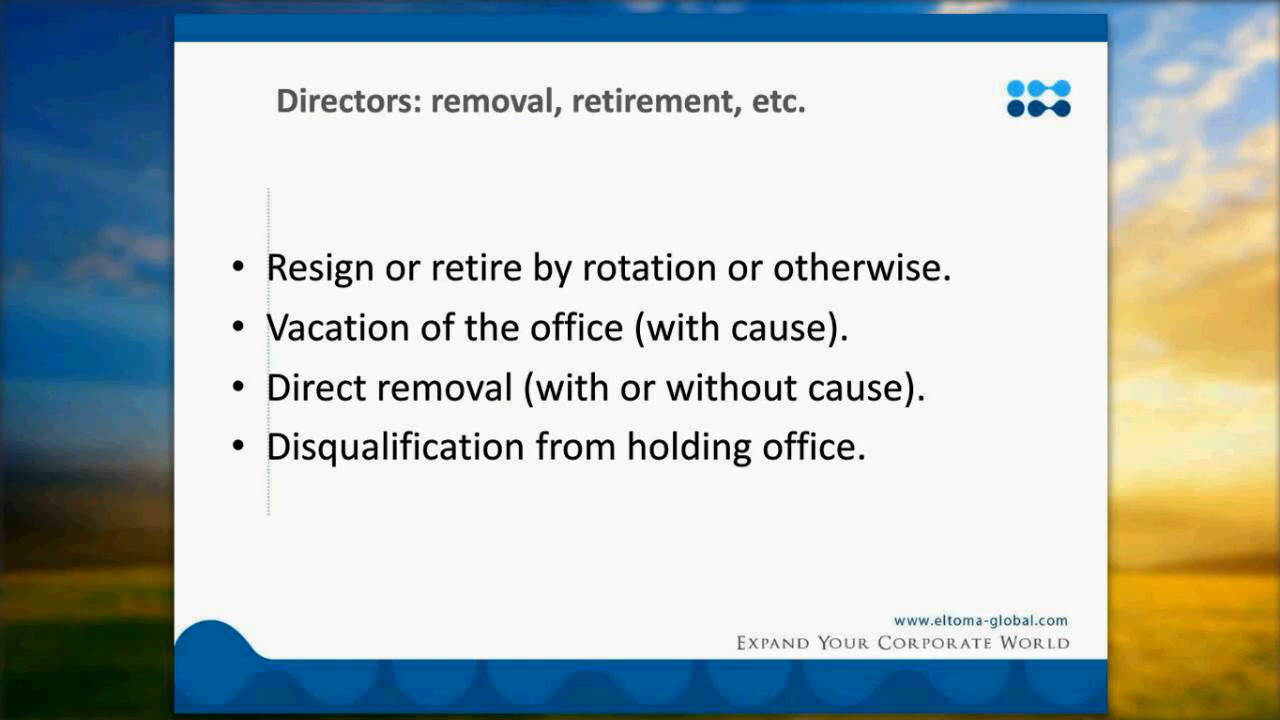 Directors: removal, retirement, etc.
• Resign or retire by rotation or otherwise.
• Vacation of the office (with cause).
• Direct removal (with or without cause).
• Disqualification from holding office.
www.eltoma-global.com
Expand Your Corporate World